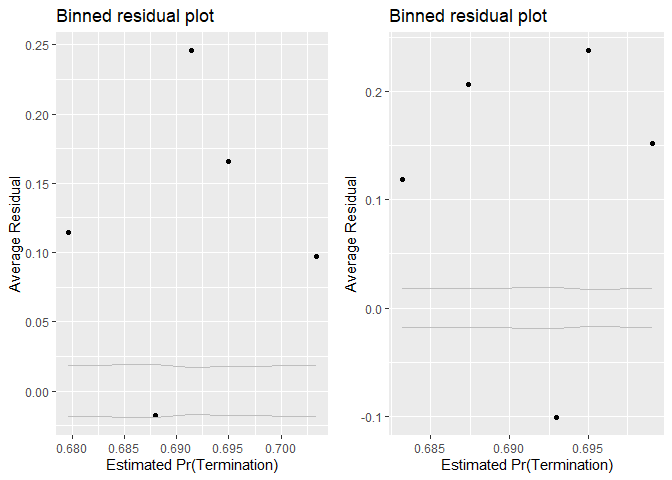 Binned residual plot
0.25
0.20
0.15
0.10
0.05
0.00
Average Residual
0.680 0.685 0.690 0.695 0.700
Estimated Pr(Termination)
Binned residual plot
0.2
0.1
0.0
-0.1
Average Residual
0.685 0.690 0.695
Estimated Pr(Termination)